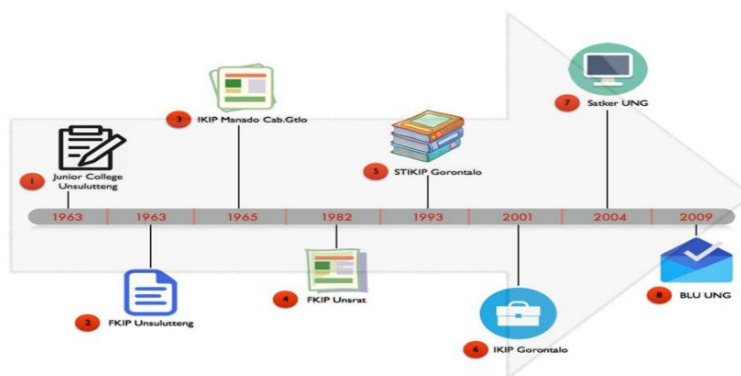 1 Junior College
Unsulutteng
2 FKIP Unsulutteng
3 IKIP Manado Cab.Gtlo
4 FKIP Unsrat
5 STIKIP Gorontalo
6 IKIP Gorontalo
7 Satker UNG
8 BLU UNG
1963 1963 1965 1982 1993 2001 2004 2009